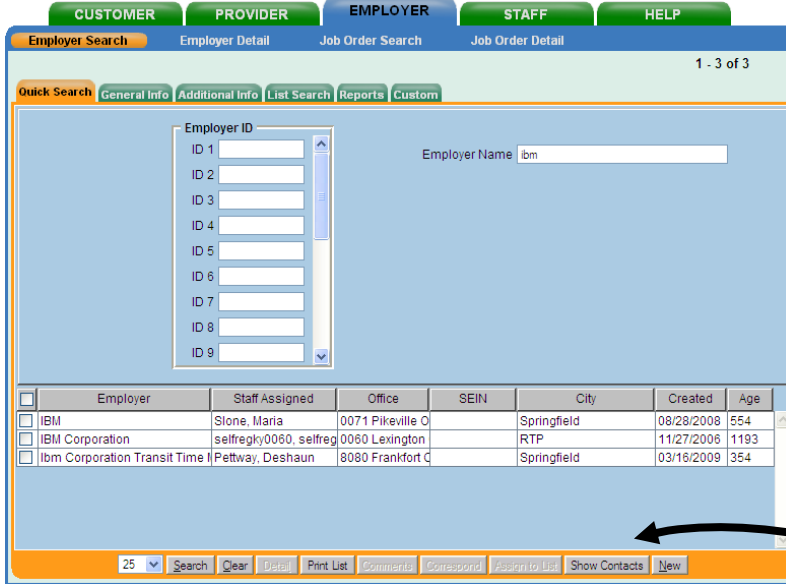 CUSTOMER PROVIDER EMPLOYER STAFF HELP
Employer Search Employer Detail Job Order Search Job Order Detail
1 - 3 of 3
Quick Search General Info Additional Info List Search Reports Custom
Employer ID
ID 1
Employer Name ibm
ID 2
ID 3
ID 4
ID 5
ID 6
ID 7
ID 8
ID 9
Employer Staff Assigned Office SEIN City Created Age
IBM Slone, Maria 0071 Pikeville O Springfield 08/28/2008 554
IBM Corporation selfregky0060, selfreg 0060 Lexington RTP 11/27/2006 1193
Ibm Corporation Transit Time M Pettway, Deshaun 8080 Frankfort C Springfield 03/16/2009 354
25 Search Clear Detail Print List Comments Correspond Assign to List Show Contacts New